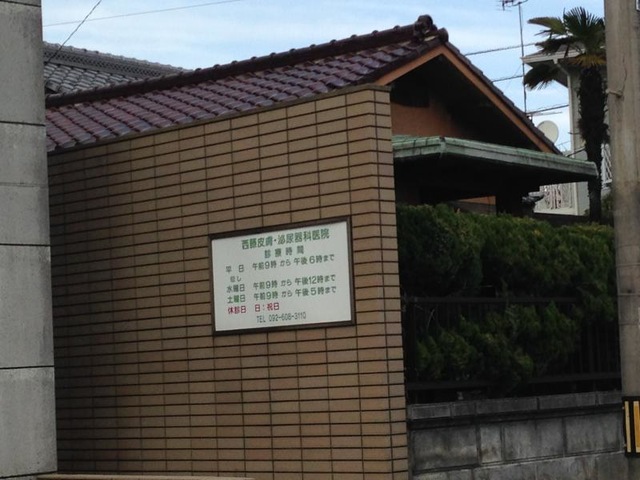 西藤皮膚・泌尿器科医院
診療時間
平日 午前9時 から 午後6時まで
但し
水曜日 午前9時 から 午後12時まで
土曜日 午前9時 から 午後5時まで
休診日 日：祝日
TEL 092-608-3110